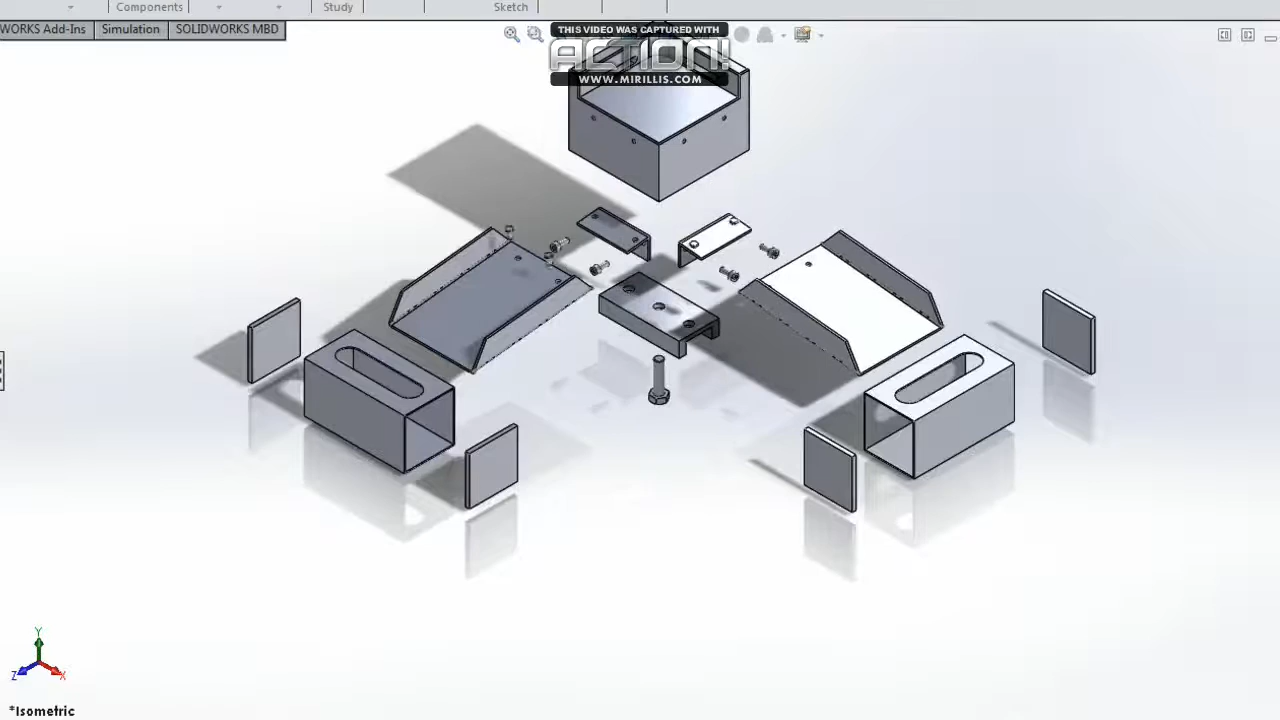 Components
Study
Sketch
WORKS Add-Ins
Simulation
SOLIDWORKS MBD
THIS VIDEO WAS CAPTURED WITH
ACTION!
WWW.MIRILLIS.COM
Y
Z
X
*Isometric